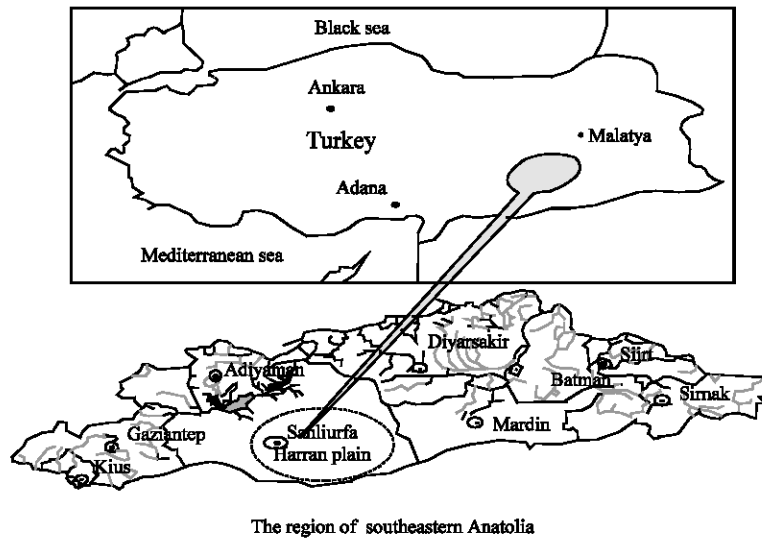 Black sea
Ankara
Turkey
Malatya
Adana
Mediterranean sea
Diyarsakir
Siirt
Adiyaman
Batman
Sirnak
Gaziantep
Sanliurfa
Mardin
Harran plain
Kius
The region of southeastern Anatolia